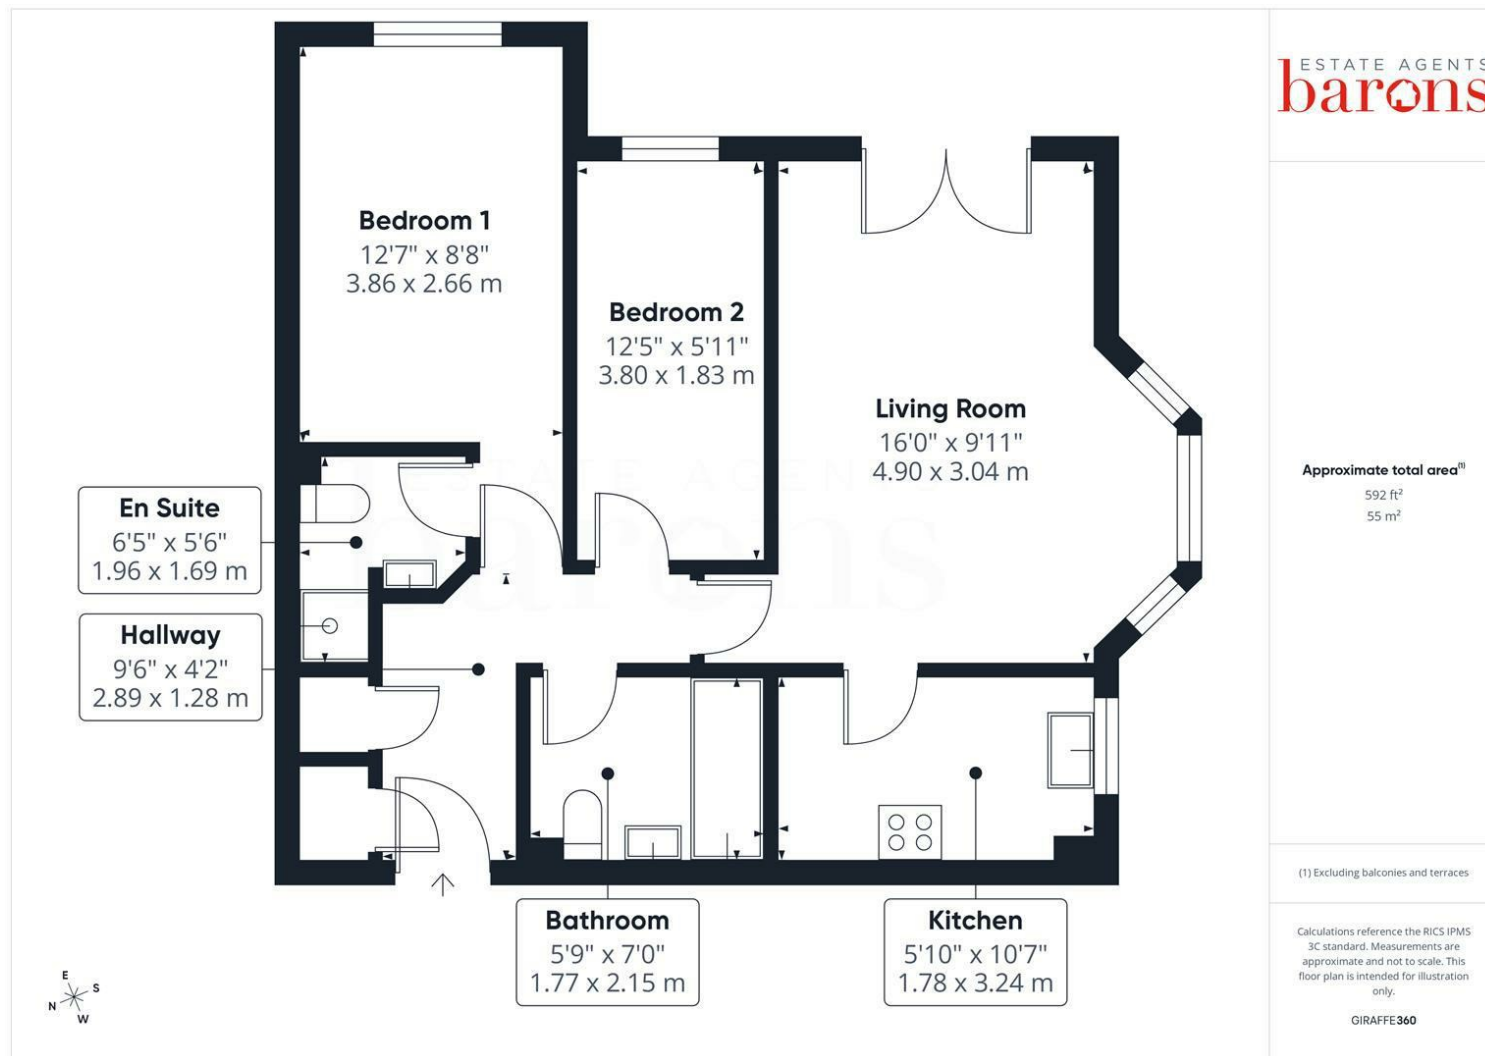 ESTATE AGENTS
barons
Bedroom 1
12'7" x 8'8"
3.86 x 2.66 m
Bedroom 2
12'5" x 5'11"
3.80 x 1.83 m
Living Room
16'0" x 9'11"
4.90 x 3.04 m
ESTATE AGEN
barons
En Suite
6'5" x 5'6"
1.96 x 1.69 m
Hallway
9'6" x 4'2"
2.89 x 1.28 m
Bathroom
5'9" x 7'0"
1.77 x 2.15 m
Kitchen
5'10" x 10'7"
1.78 x 3.24 m
E
S
N
W
Approximate total area(1)
592 ft²
55 m²
(1) Excluding balconies and terraces
Calculations reference the RICS IPMS
3C standard. Measurements are
approximate and not to scale. This
floor plan is intended for illustration
only.
GIRAFFE360